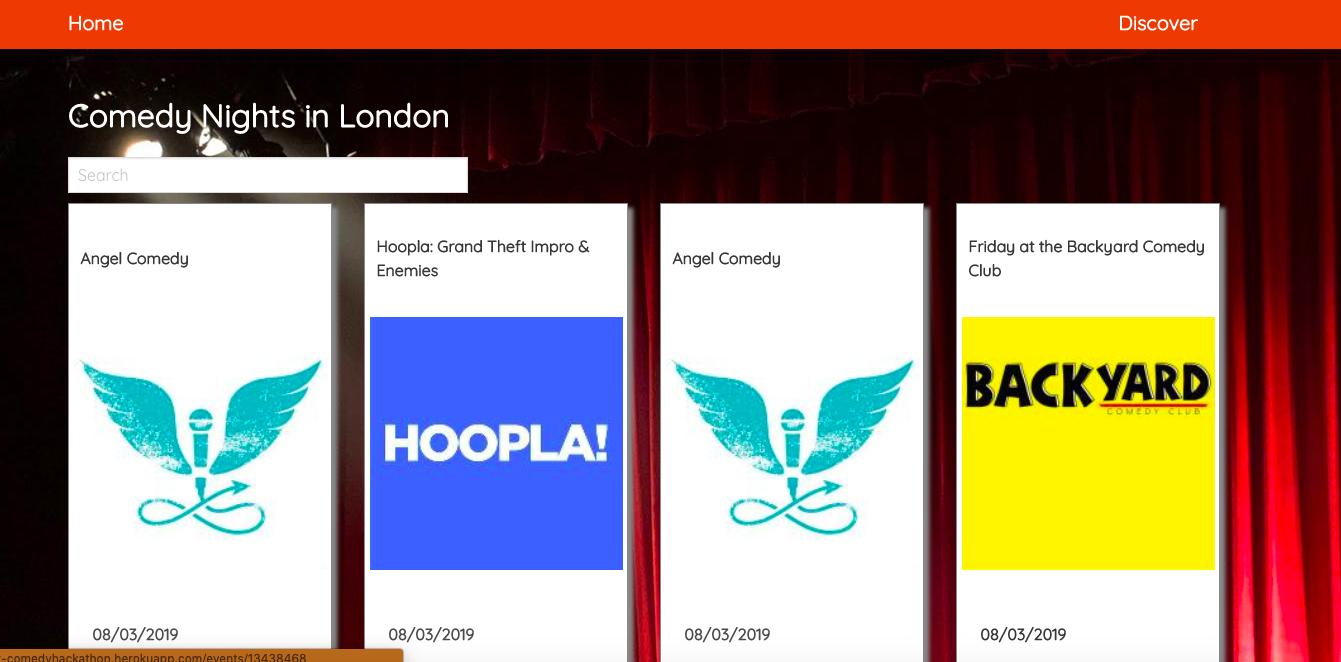 Home
Discover
Comedy Nights in London
Search
Angel Comedy
Hoopla: Grand Theft Impro &
Enemies
Angel Comedy
Friday at the Backyard Comedy
Club
HOOPLA!
BACKYARD
COMEDY CLUB
08/03/2019
08/03/2019
08/03/2019
08/03/2019
-comedyhackathon.herokuapp.com/events/13438468